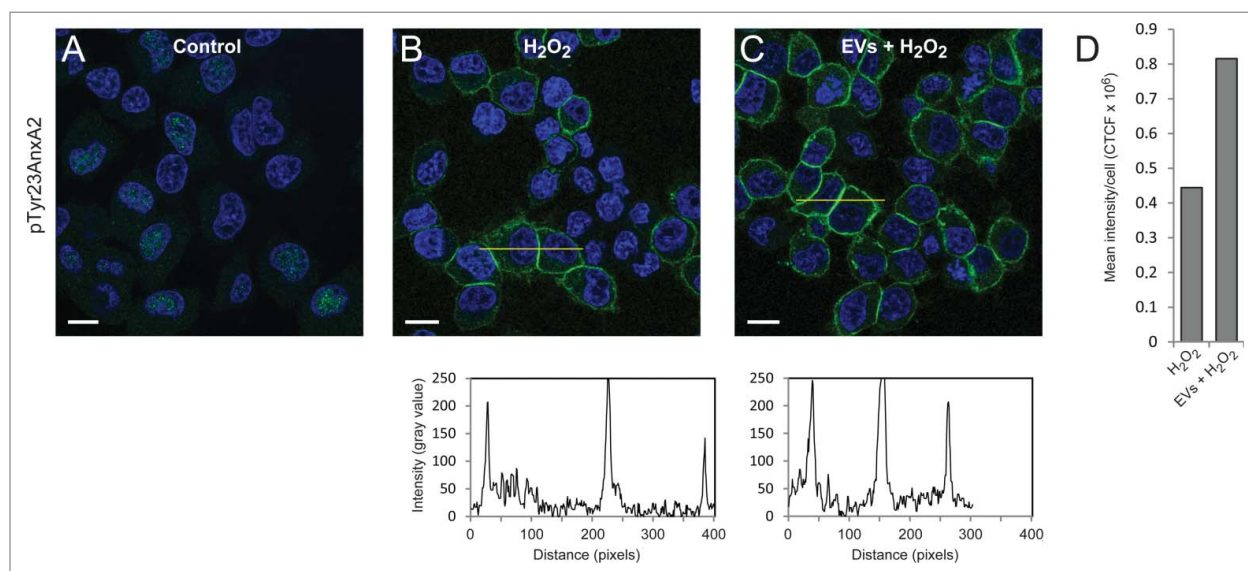 pTyr23AnxA2
A
Control
B
H₂O₂
C
EVs + H₂O₂
Intensity (gray value)
250
200
150
100
50
0
0 100 200 300 400
Distance (pixels)
250
200
150
100
50
0
0 100 200 300 400
Distance (pixels)
D
Mean intensity/cell (CTCF x 10⁶)
0.9
0.8
0.7
0.6
0.5
0.4
0.3
0.2
0.1
0
H₂O₂
EVs + H₂O₂